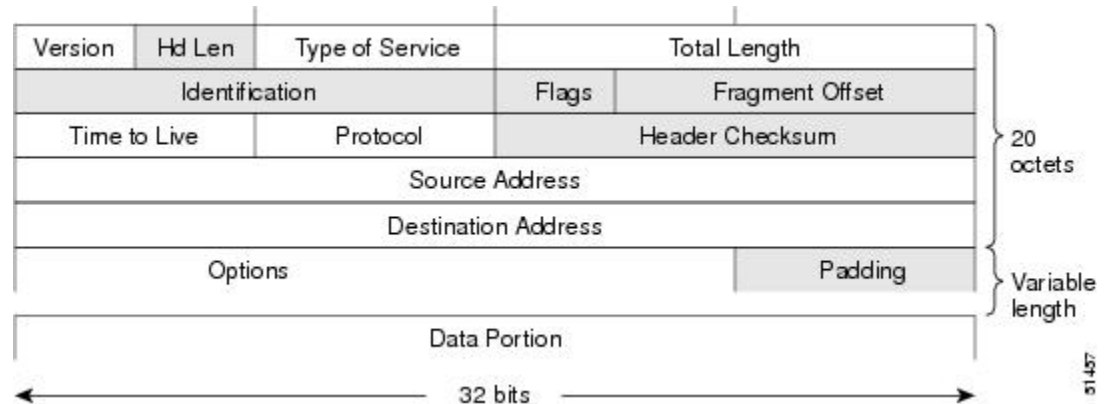 Version Hd Len Type of Service Total Length
Identification Flags Fragment Offset
Time to Live Protocol Header Checksum
20
octets
Source Address
Destination Address
Options Padding
Variable
length
Data Portion
32 bits
51457